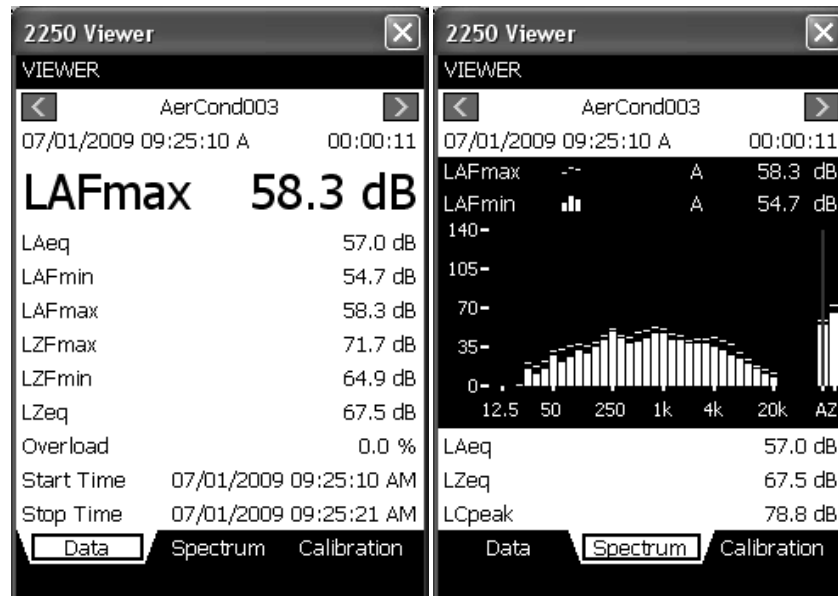 2250 Viewer
VIEWER
AerCond003
07/01/2009 09:25:10 A 00:00:11
LAFmax 58.3 dB
LAeq 57.0 dB
LAFmin 54.7 dB
LAFmax 58.3 dB
LZFmax 71.7 dB
LZFmin 64.9 dB
LZeq 67.5 dB
Overload 0.0 %
Start Time 07/01/2009 09:25:10 AM
Stop Time 07/01/2009 09:25:21 AM
Data Spectrum Calibration
2250 Viewer
VIEWER
AerCond003
07/01/2009 09:25:10 A 00:00:11
LAFmax A 58.3 dB
LAFmin A 54.7 dB
140
105
70
35
0
12.5 50 250 1k 4k 20k AZ
LAeq 57.0 dB
LZeq 67.5 dB
LCpeak 78.8 dB
Data Spectrum Calibration